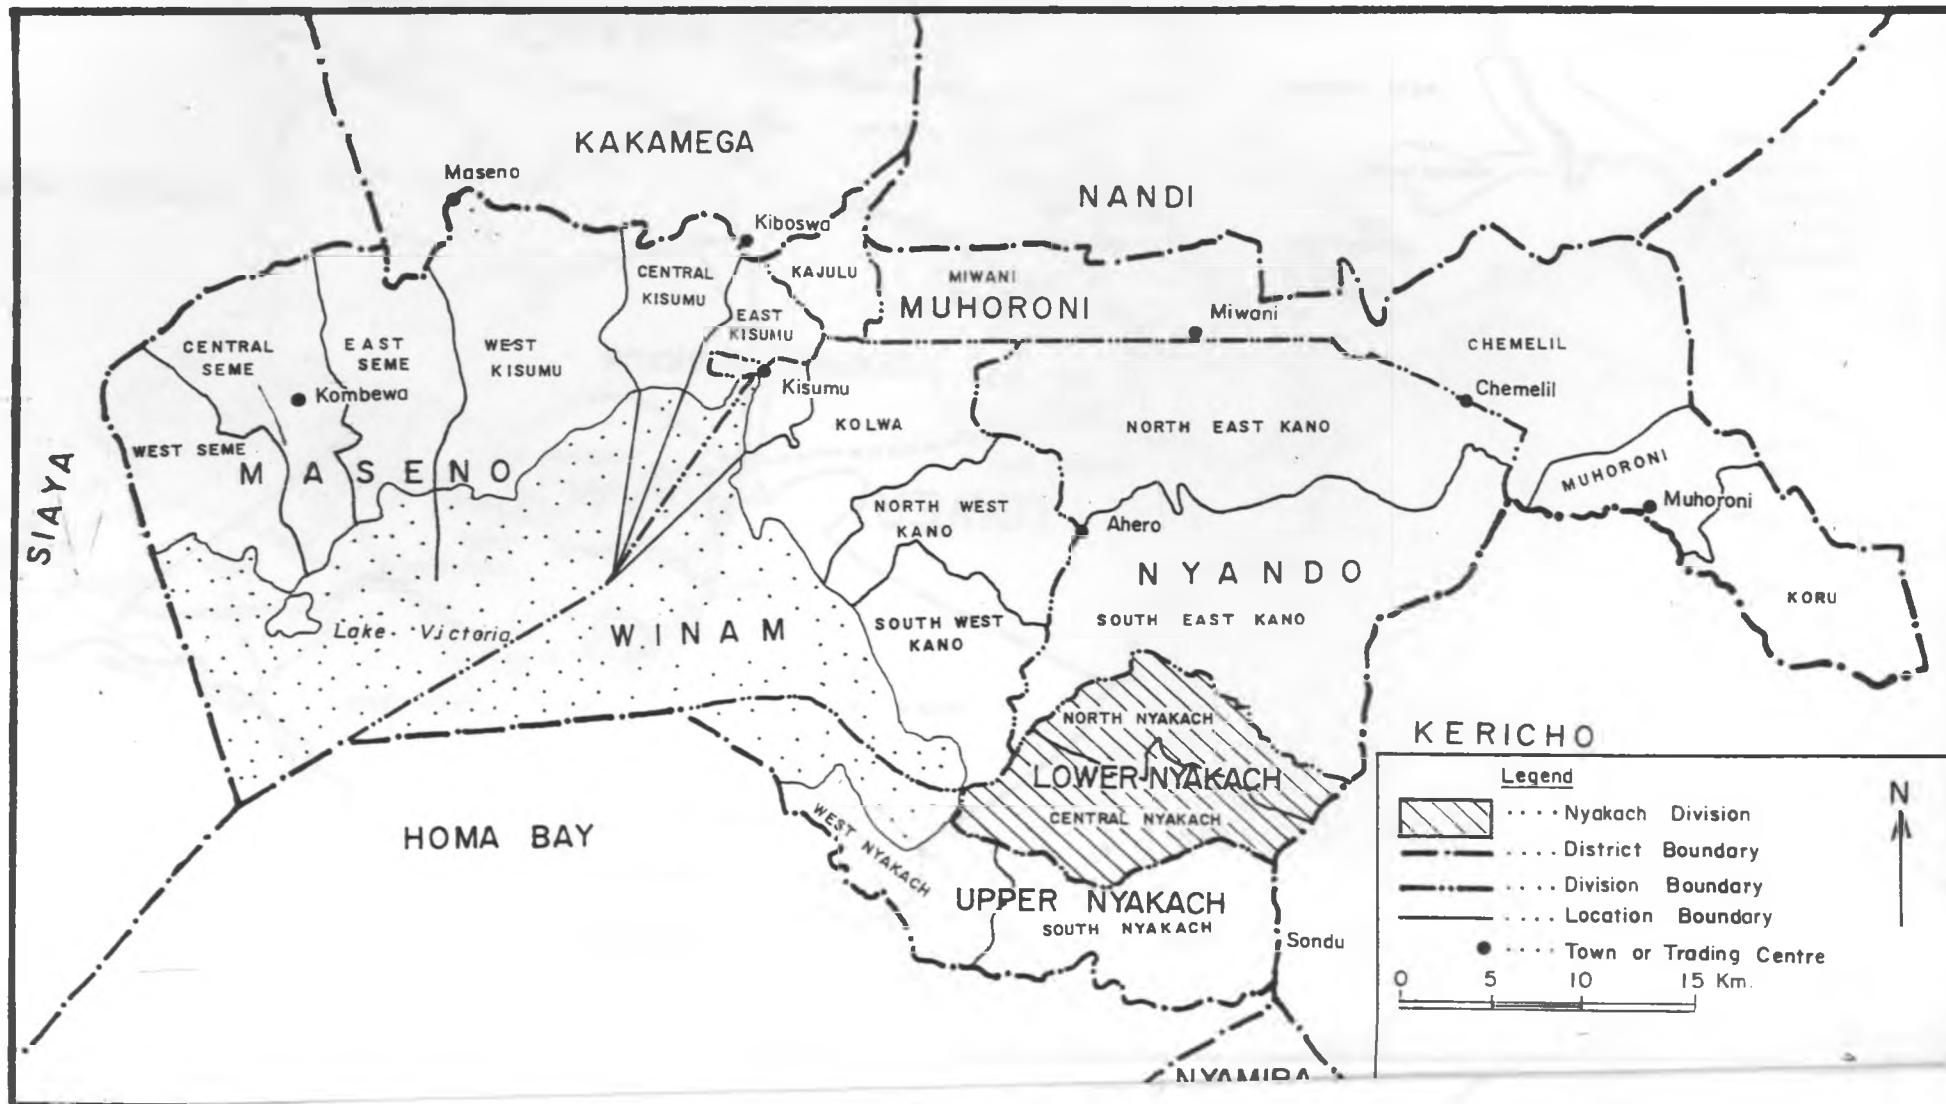 KAKAMEGA
Maseno
NANDI
Kiboswa
KAJULU
CENTRAL
KISUMU
MIWANI
MUHORONI
EAST
KISUMU
Miwani
CENTRAL
SEME
EAST
SEME
WEST
KISUMU
CHEMELIL
Kisumu
Kombewa
Chemelil
KOLWA
NORTH EAST KANO
WEST SEME
MASENO
SIAYA
MUHORONI
Muhoroni
NORTH WEST
KANO
Ahero
NYANDO
KORU
Lake Victoria
WINAM
SOUTH WEST
KANO
SOUTH EAST KANO
NORTH NYAKACH
KERICHO
LOWER NYAKACH
CENTRAL NYAKACH
HOMA BAY
WEST NYAKACH
UPPER NYAKACH
SOUTH NYAKACH
Sondu
NYAMIRA
Legend
N
.... Nyakach Division
.... District Boundary
.... Division Boundary
.... Location Boundary
.... Town or Trading Centre
0 5 10 15 Km.